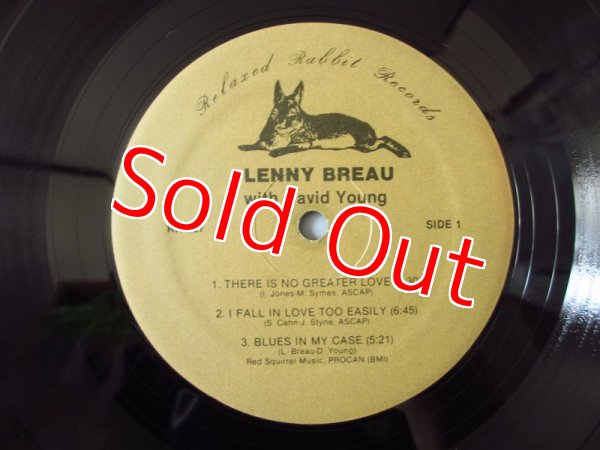 Relaxed Rabbit Records
LENNY BREAU
with David Young
SIDE 1
1. THERE IS NO GREATER LOVE
(I. Jones-M. Symes, ASCAP)
2. I FALL IN LOVE TOO EASILY (6:45)
(S. Cahn-J. Styne, ASCAP)
3. BLUES IN MY CASE (5:21)
(L. Breau-D. Young)
Red Squirrel Music, PROCAN (BMI)
Sold Out